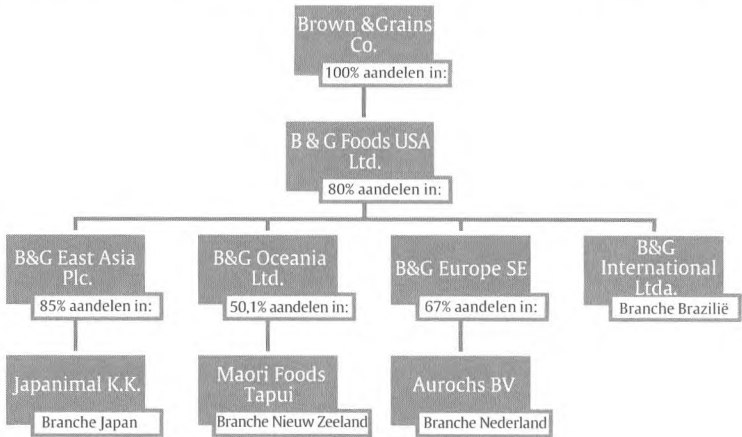 Brown &Grains
Co.
100% aandelen in:
B & G Foods USA
Ltd.
80% aandelen in:
B&G East Asia
Plc.
85% aandelen in:
B&G Oceania
Ltd.
50,1% aandelen in:
B&G Europe SE
67% aandelen in:
B&G
International
Ltda.
Branche Brazilië
Japanimal K.K.
Branche Japan
Maori Foods
Tapui
Branche Nieuw Zeeland
Aurochs BV
Branche Nederland